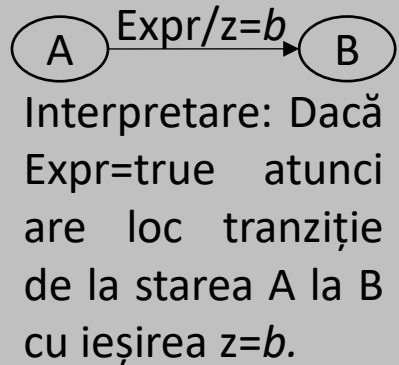 A Expr/z=b B
Interpretare: Dacă
Expr=true atunci
are loc tranziție
de la starea A la B
cu ieșirea z=b.